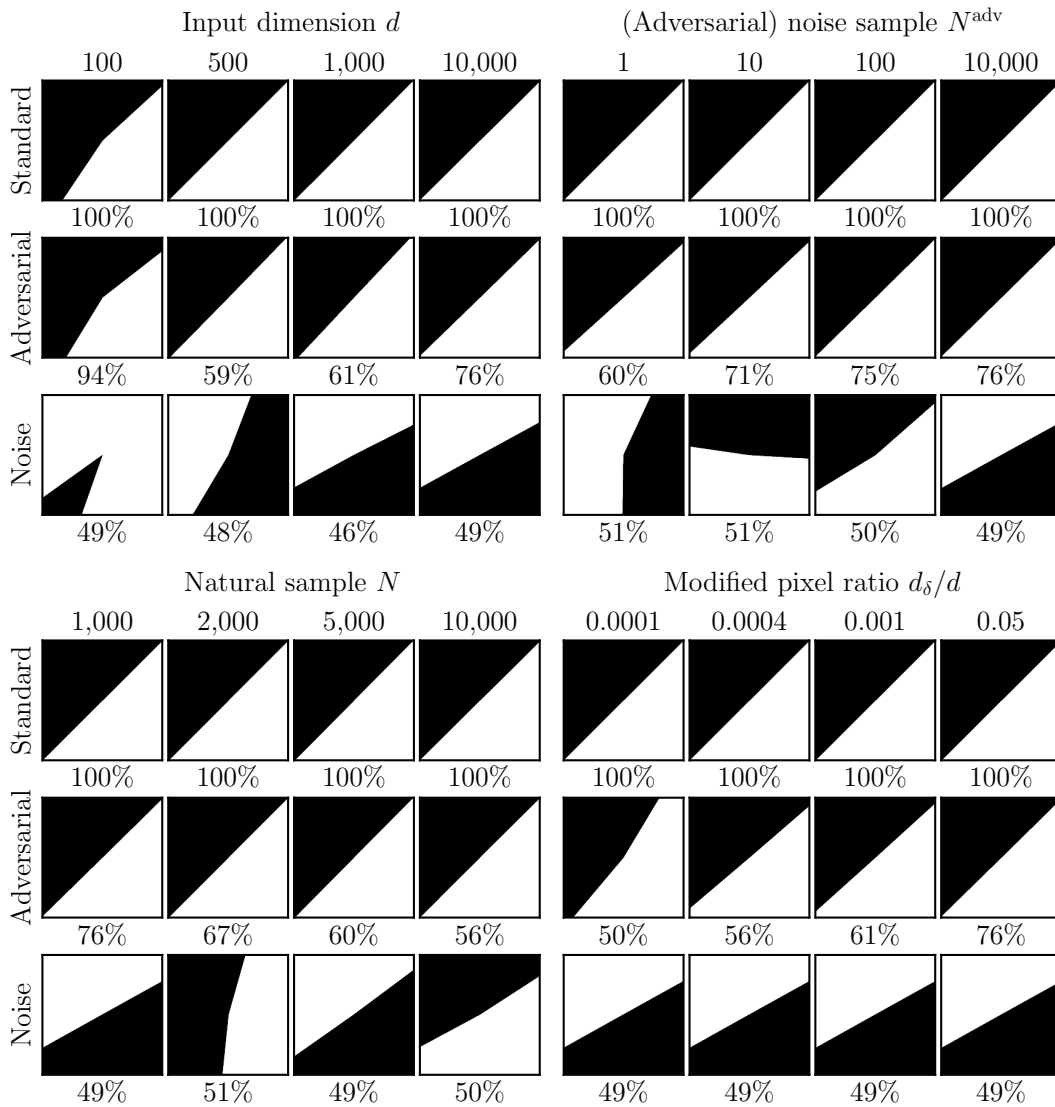 Input dimension d
(Adversarial) noise sample N^adv
100 500 1,000 10,000
1 10 100 10,000
Standard
100% 100% 100% 100%
100% 100% 100% 100%
Adversarial
94% 59% 61% 76%
60% 71% 75% 76%
Noise
49% 48% 46% 49%
51% 51% 50% 49%
Natural sample N
Modified pixel ratio d_δ/d
1,000 2,000 5,000 10,000
0.0001 0.0004 0.001 0.05
Standard
100% 100% 100% 100%
100% 100% 100% 100%
Adversarial
76% 67% 60% 56%
50% 56% 61% 76%
Noise
49% 51% 49% 50%
49% 49% 49% 49%